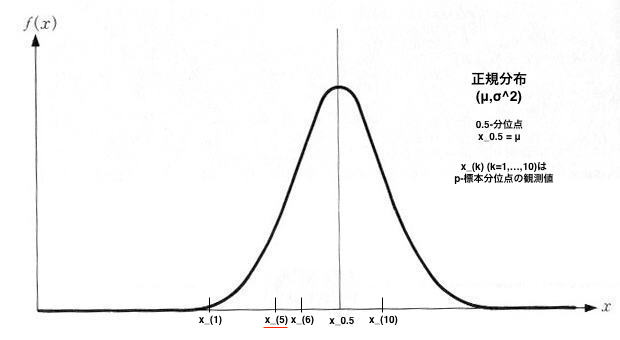 f(x)
正規分布
(μ,σ^2)
0.5-分位点
x_0.5 = μ
x_(k) (k=1,...,10)は
p-標本分位点の観測値
x
x_(1) x_(5) x_(6) x_0.5 x_(10)